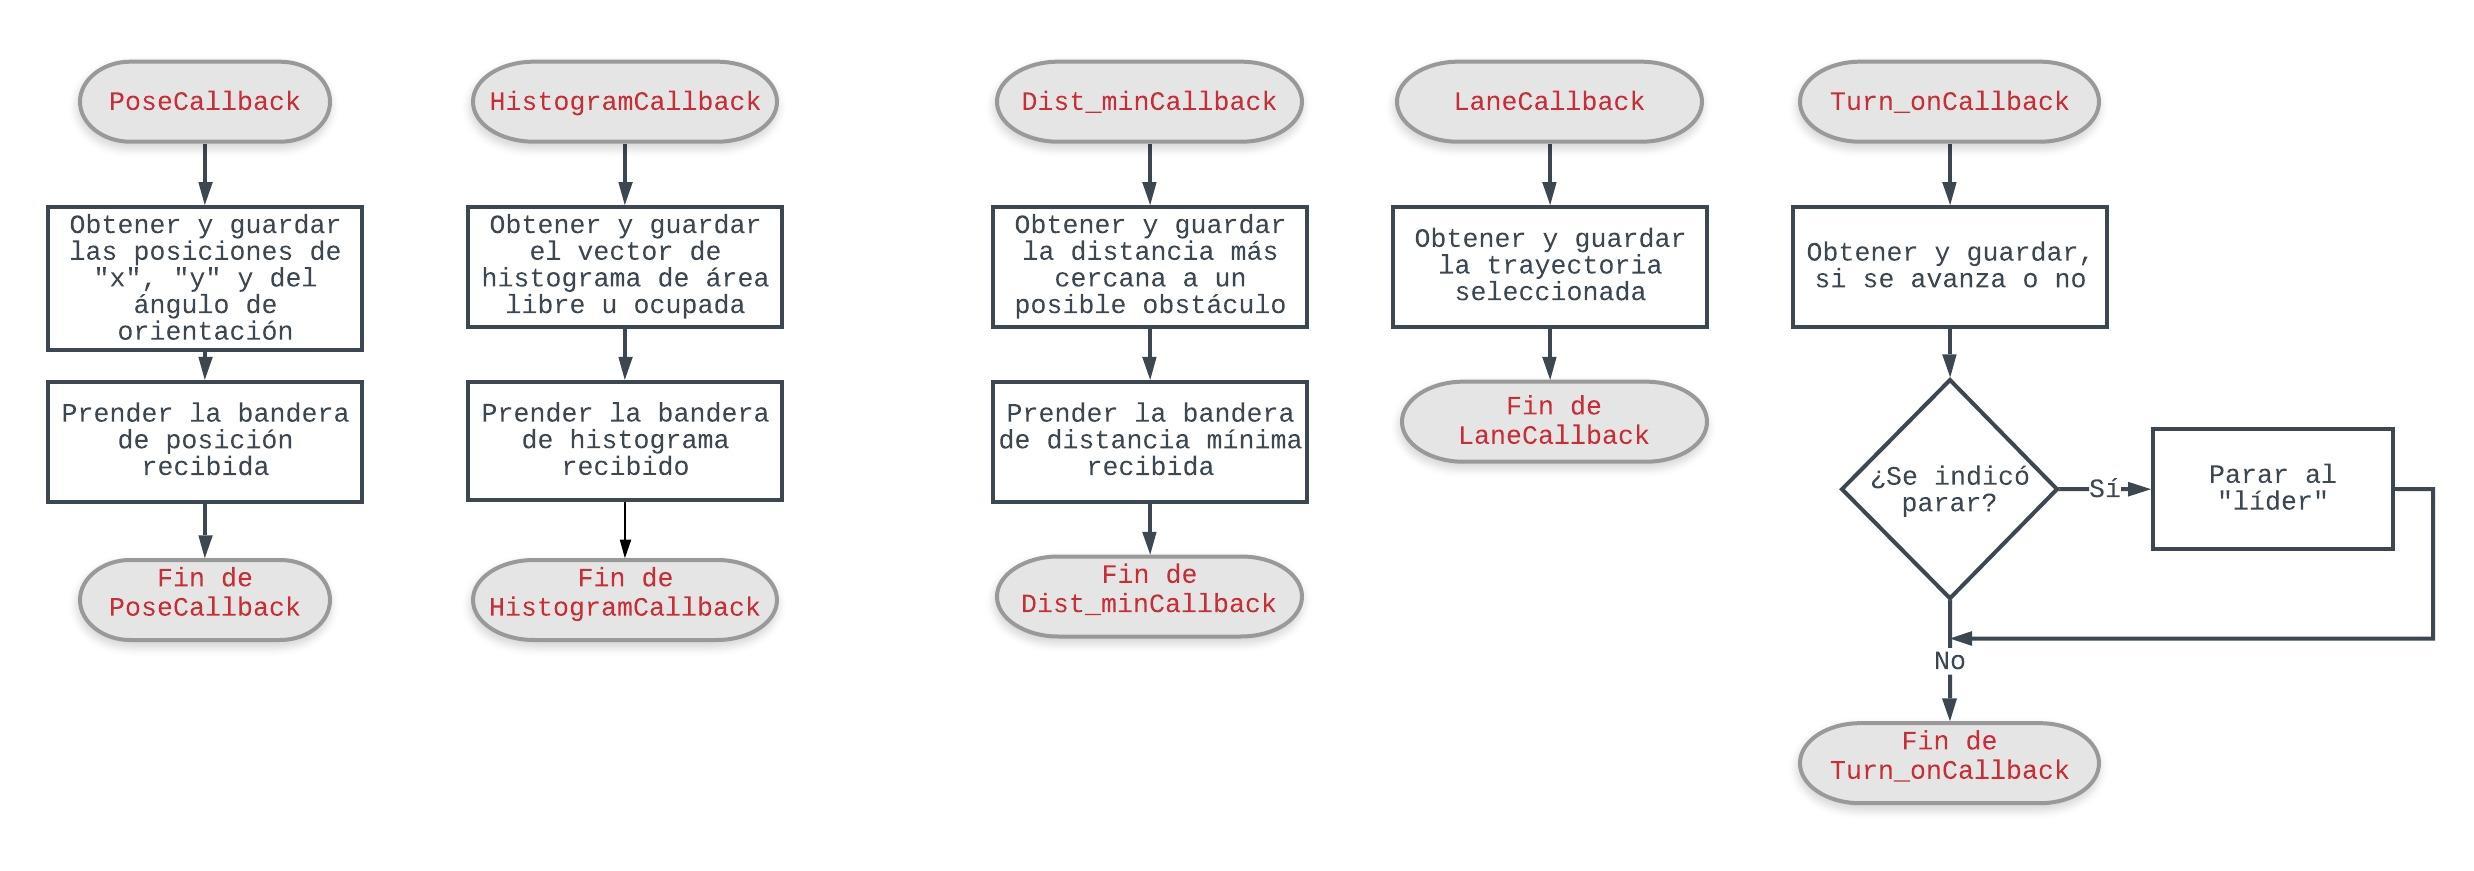 PoseCallback
Obtener y guardar
las posiciones de
"x", "y" y del
ángulo de
orientación
Prender la bandera
de posición
recibida
Fin de
PoseCallback
HistogramCallback
Obtener y guardar
el vector de
histograma de área
libre u ocupada
Prender la bandera
de histograma
recibido
Fin de
HistogramCallback
Dist_minCallback
Obtener y guardar
la distancia más
cercana a un
posible obstáculo
Prender la bandera
de distancia mínima
recibida
Fin de
Dist_minCallback
LaneCallback
Obtener y guardar
la trayectoria
seleccionada
Fin de
LaneCallback
Turn_onCallback
Obtener y guardar,
si se avanza o no
¿Se indicó
parar?
Sí
Parar al
"líder"
No
Fin de
Turn_onCallback